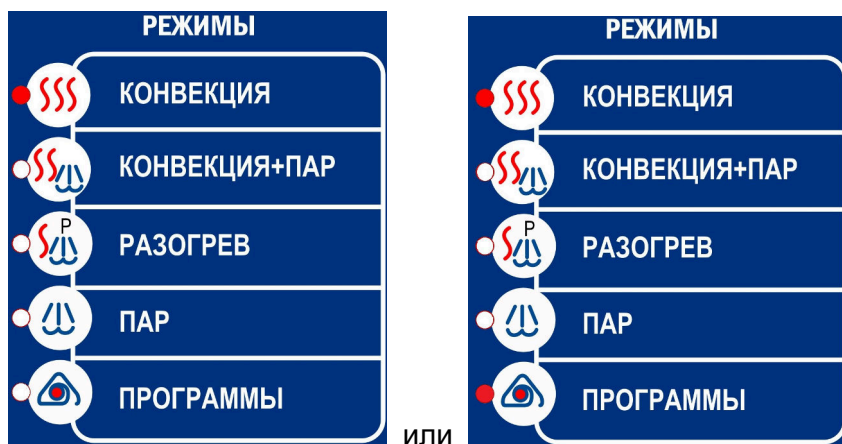 РЕЖИМЫ
КОНВЕКЦИЯ
КОНВЕКЦИЯ+ПАР
P
РАЗОГРЕВ
ПАР
ПРОГРАММЫ
или
РЕЖИМЫ
КОНВЕКЦИЯ
КОНВЕКЦИЯ+ПАР
P
РАЗОГРЕВ
ПАР
ПРОГРАММЫ